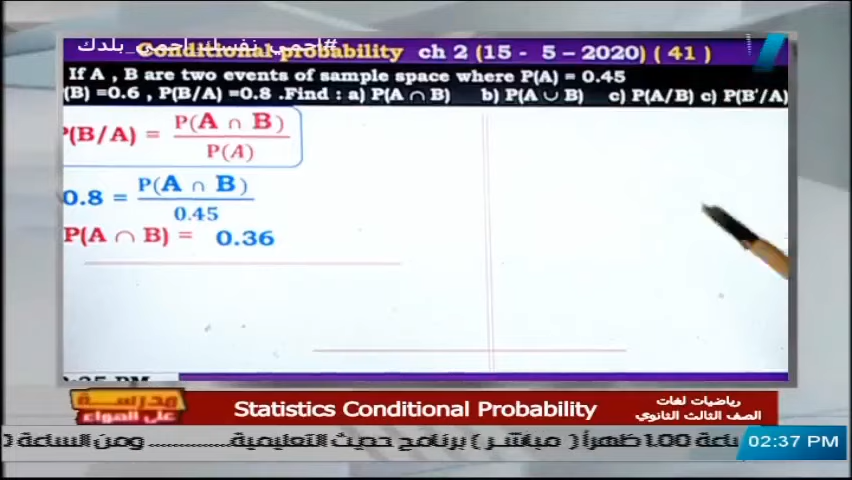 #احمي_نفسك_احمي_بلدك
Conditional probability ch 2 (15 - 5 - 2020) ( 41 )
If A , B are two events of sample space where P(A) = 0.45
(B) =0.6 , P(B/A) =0.8 .Find : a) P(A ∩ B) b) P(A ∪ B) c) P(A/B) c) P(B'/A)
P(B/A) = P(A ∩ B) / P(A)
0.8 = P(A ∩ B) / 0.45
P(A ∩ B) = 0.36
مدرسة على الهواء
Statistics Conditional Probability
رياضيات لغات
الصف الثالث الثانوي
ساعة 1.00 ظهراً ( مباشر ) برنامج حديث التعليمية ................ ومن الساعة
02:37 PM